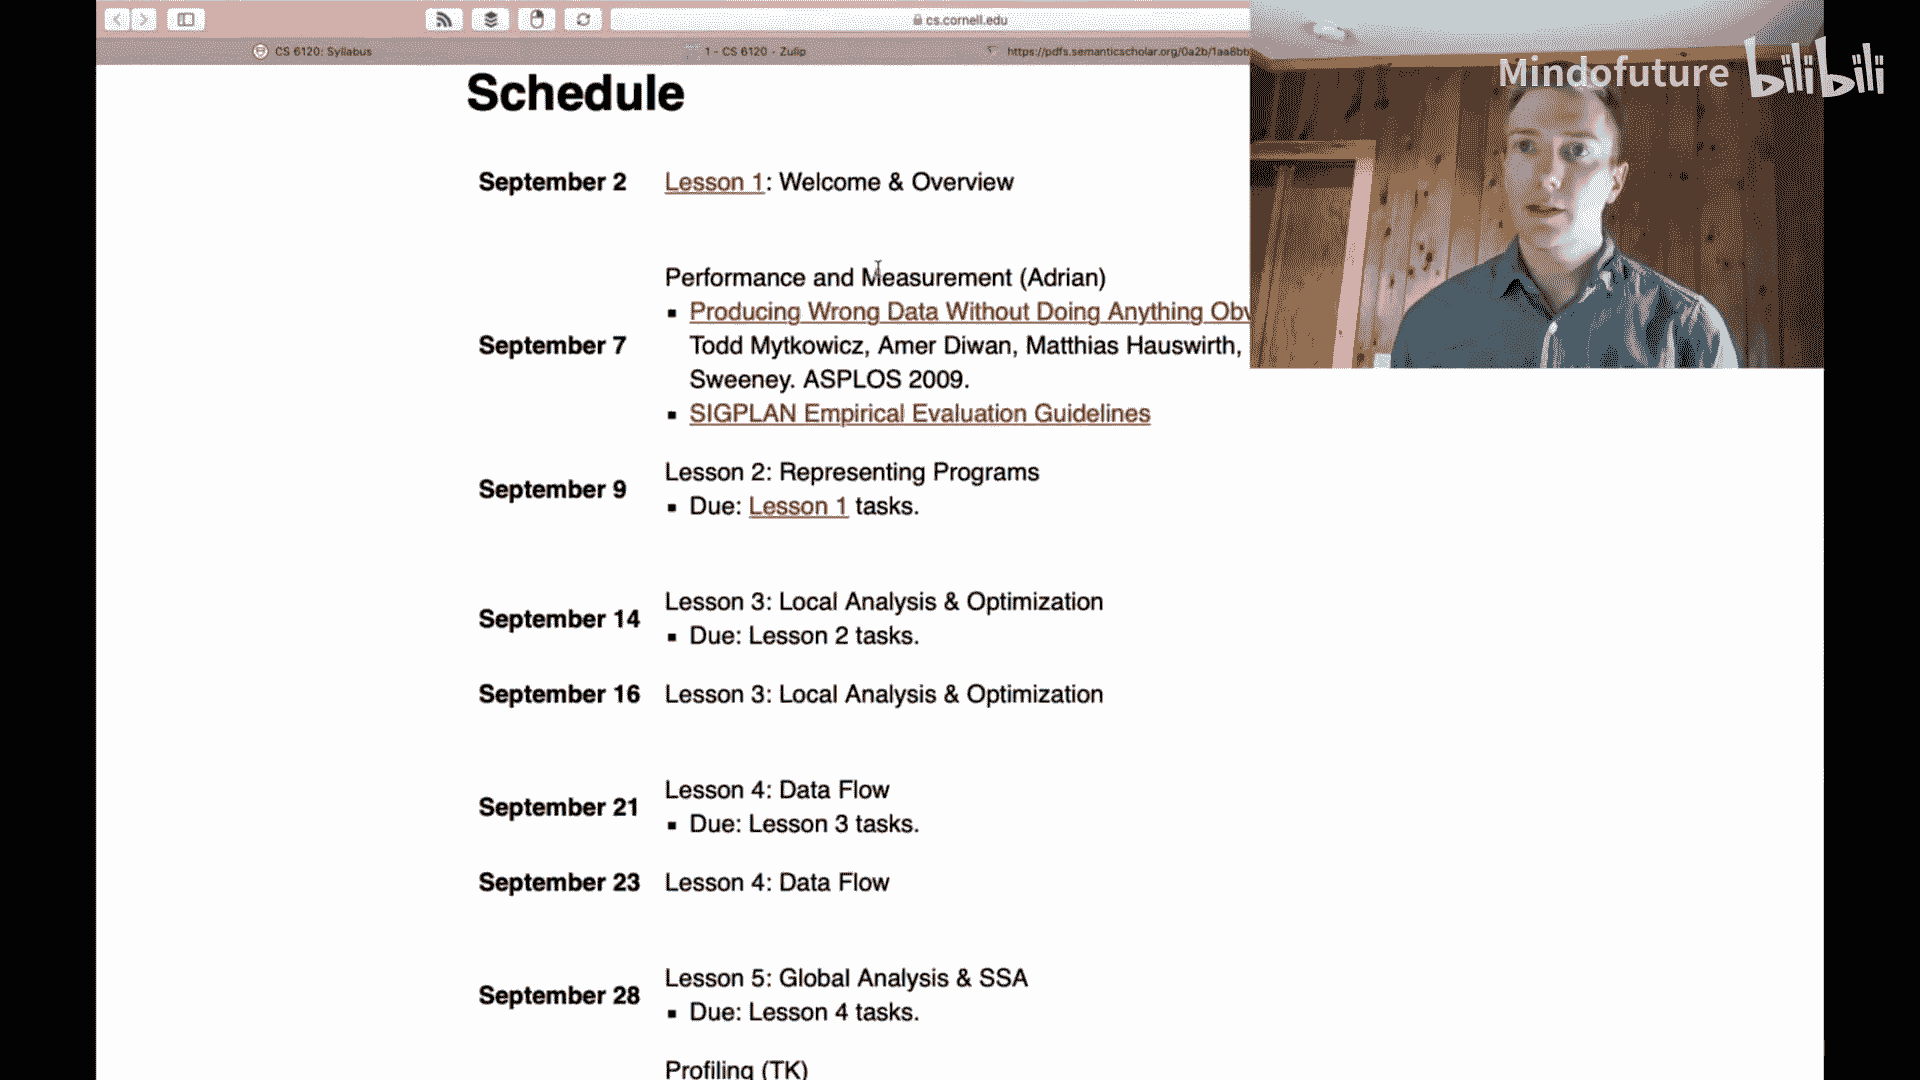 cs.cornell.edu
CS 6120: Syllabus
1 - CS 6120 - Zulip
https://pdfs.semanticscholar.org/0a2b/1aa8bb
Mindofuture bilibili
Schedule
September 2
Lesson 1: Welcome & Overview
September 7
Performance and Measurement (Adrian)
▪ Producing Wrong Data Without Doing Anything Obv
Todd Mytkowicz, Amer Diwan, Matthias Hauswirth,
Sweeney. ASPLOS 2009.
▪ SIGPLAN Empirical Evaluation Guidelines
September 9
Lesson 2: Representing Programs
▪ Due: Lesson 1 tasks.
September 14
Lesson 3: Local Analysis & Optimization
▪ Due: Lesson 2 tasks.
September 16
Lesson 3: Local Analysis & Optimization
September 21
Lesson 4: Data Flow
▪ Due: Lesson 3 tasks.
September 23
Lesson 4: Data Flow
September 28
Lesson 5: Global Analysis & SSA
▪ Due: Lesson 4 tasks.
Profiling (TK)